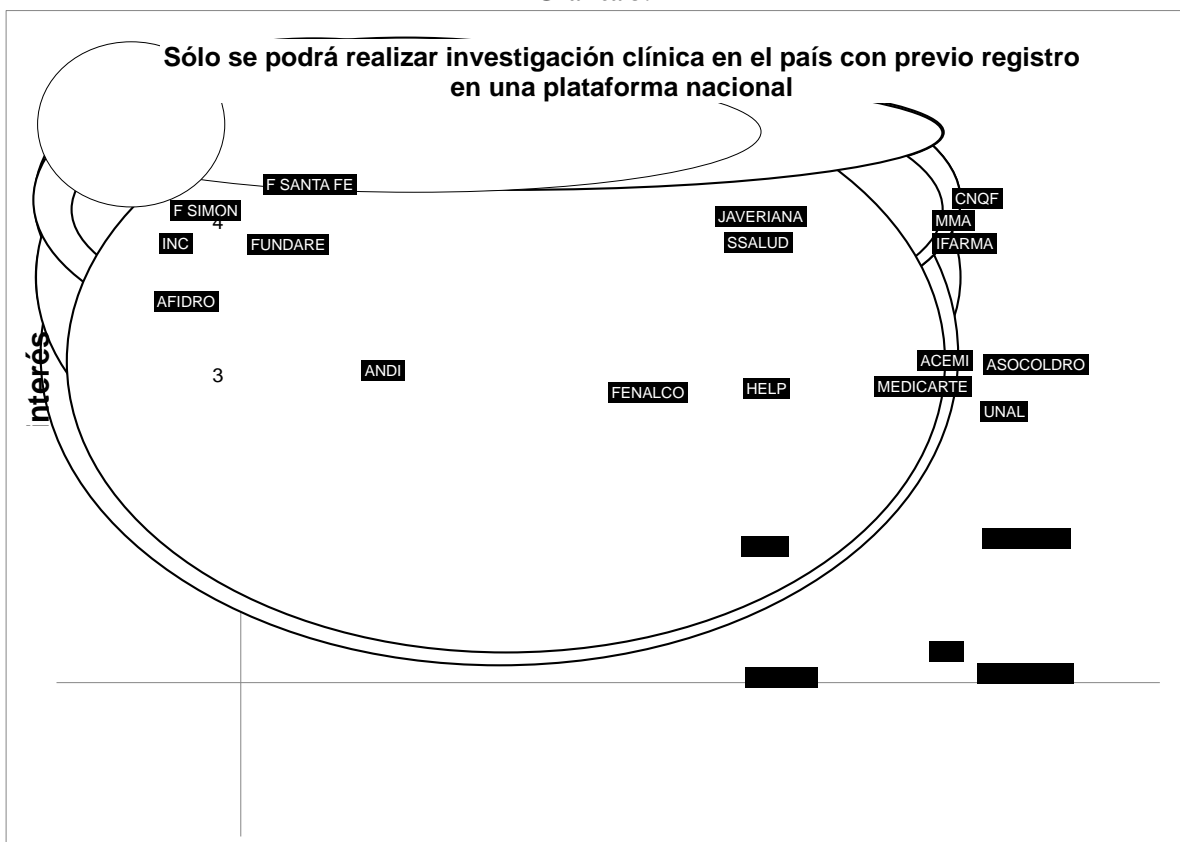 Sólo se podrá realizar investigación clínica en el país con previo registro
en una plataforma nacional
F SANTA FE
CNQF
F SIMON
JAVERIANA
MMA
4
INC
FUNDARE
SSALUD
IFARMA
AFIDRO
nterés
3
ANDI
ACEMI
ASOCOLDRO
FENALCO
HELP
MEDICARTE
UNAL